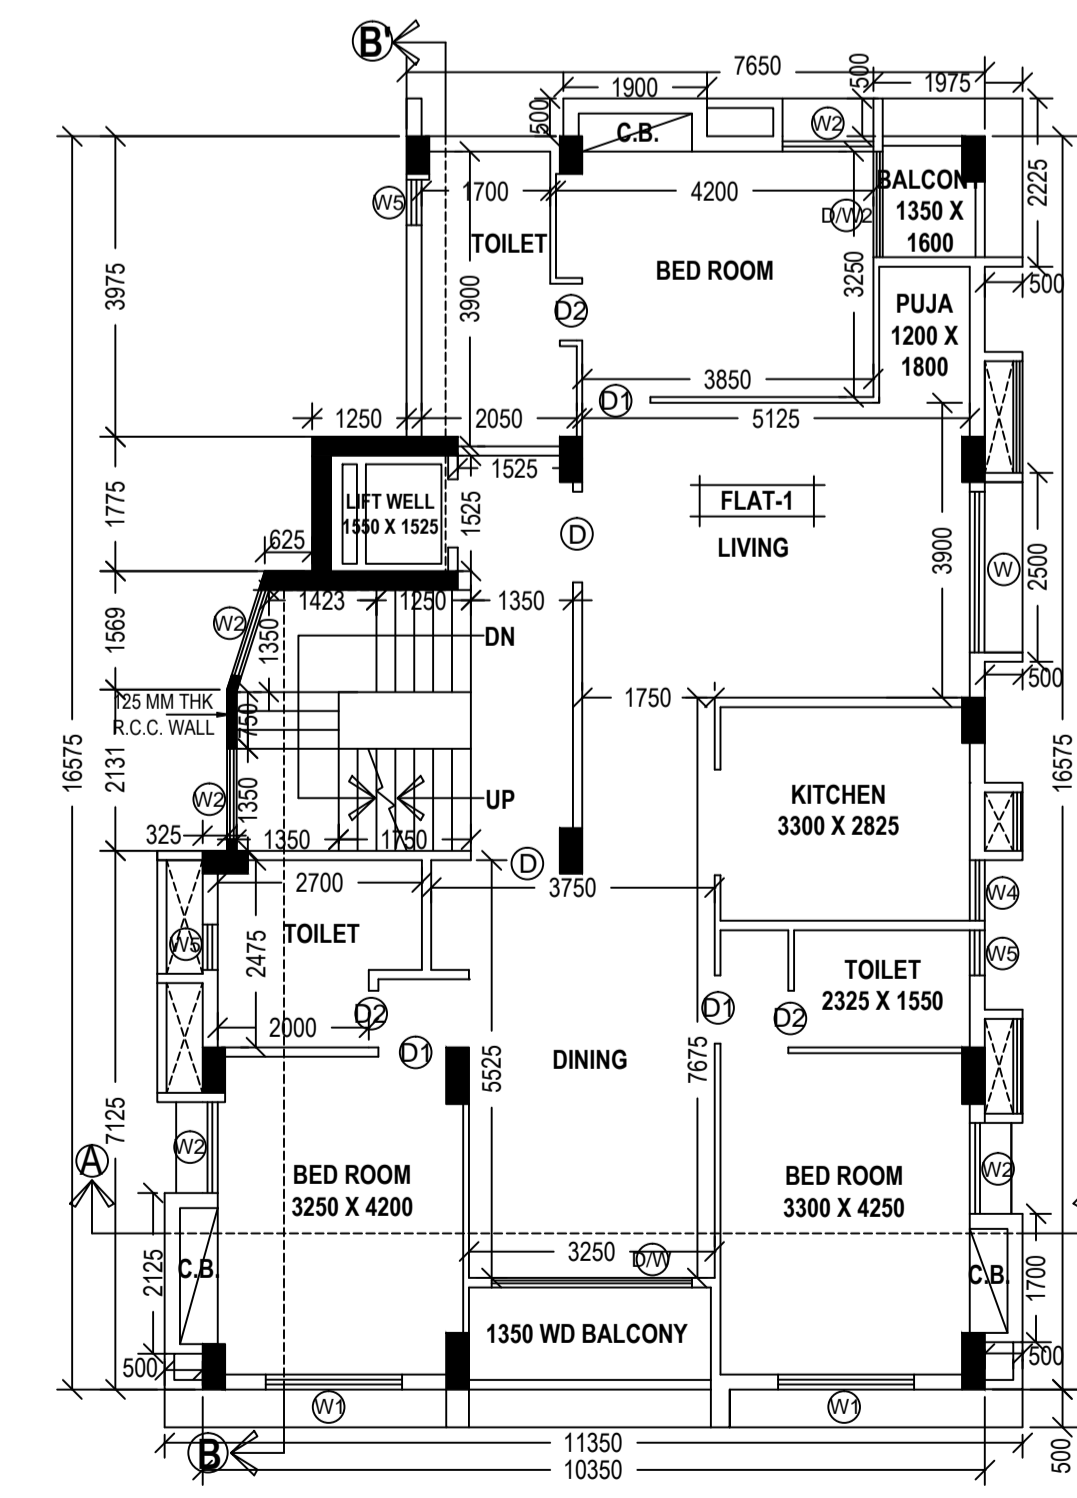 B'
7650
500
1975
1900
500
W2
C.B.
W5
1700
4200
BALCON
1350 X
1600
2225
D/W2
TOILET
BED ROOM
3975
3900
3250
500
PUJA
1200 X
1800
D2
3850
D1
1250
2050
5125
1525
LIFT WELL
1550 X 1525
1775
1525
FLAT-1
LIVING
D
625
3900
W
2500
1423
1250
1350
W2
1569
1350
DN
500
125 MM THK
R.C.C. WALL
750
1750
16575
2131
16575
W2
1350
UP
KITCHEN
3300 X 2825
325
1350
1750
D
2700
3750
W4
W5
2475
TOILET
W5
TOILET
2325 X 1550
D2
2000
D1
D1
D2
DINING
5525
7675
7125
W2
A
W2
BED ROOM
3250 X 4200
BED ROOM
3300 X 4250
3250
D/W
2125
C.B.
C.B.
1700
1350 WD BALCONY
500
500
W1
W1
B
11350
10350
500